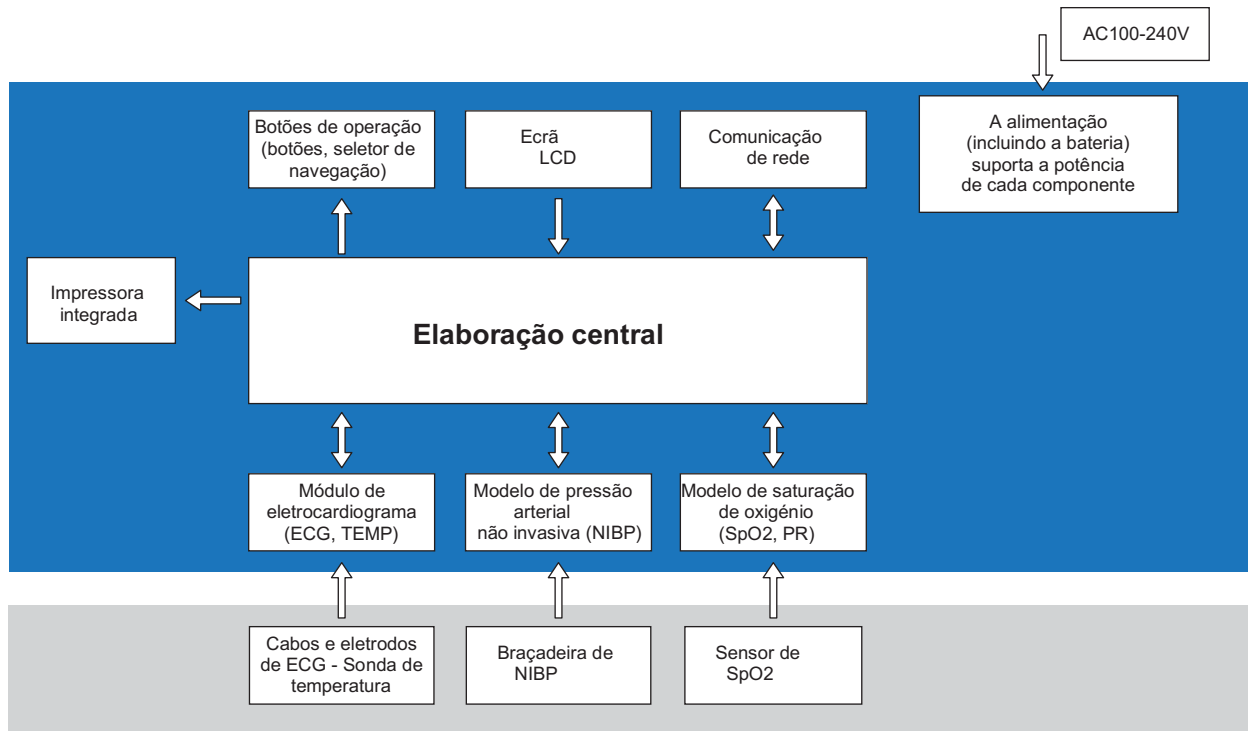 AC100-240V
Botões de operação
(botões, seletor de
navegação)
Ecrã
LCD
Comunicação
de rede
A alimentação
(incluindo a bateria)
suporta a potência
de cada componente
Impressora
integrada
Elaboração central
Módulo de
eletrocardiograma
(ECG, TEMP)
Modelo de pressão
arterial
não invasiva (NIBP)
Modelo de saturação
de oxigénio
(SpO2, PR)
Cabos e eletrodos
de ECG - Sonda de
temperatura
Braçadeira de
NIBP
Sensor de
SpO2